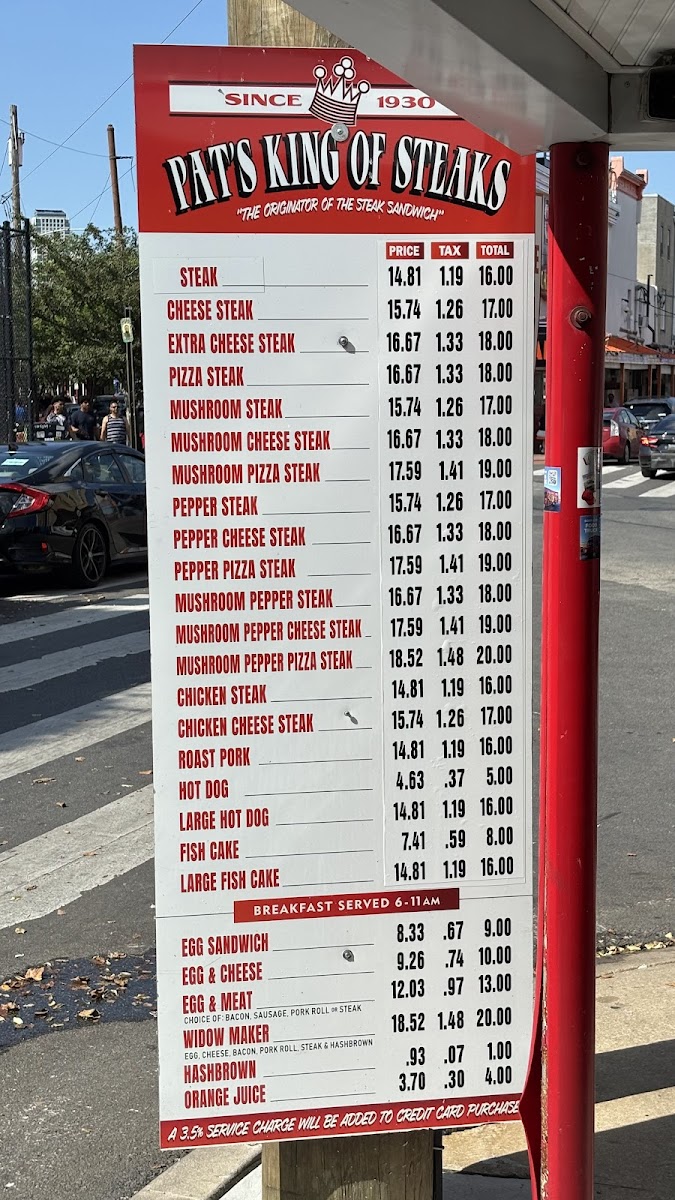 SINCE 1930
PAT'S KING OF STEAKS
"THE ORIGINATOR OF THE STEAK SANDWICH"
PRICE TAX TOTAL
STEAK 14.81 1.19 16.00
CHEESE STEAK 15.74 1.26 17.00
EXTRA CHEESE STEAK 16.67 1.33 18.00
PIZZA STEAK 16.67 1.33 18.00
MUSHROOM STEAK 15.74 1.26 17.00
MUSHROOM CHEESE STEAK 16.67 1.33 18.00
MUSHROOM PIZZA STEAK 17.59 1.41 19.00
PEPPER STEAK 15.74 1.26 17.00
PEPPER CHEESE STEAK 16.67 1.33 18.00
PEPPER PIZZA STEAK 17.59 1.41 19.00
MUSHROOM PEPPER STEAK 16.67 1.33 18.00
MUSHROOM PEPPER CHEESE STEAK 17.59 1.41 19.00
MUSHROOM PEPPER PIZZA STEAK 18.52 1.48 20.00
CHICKEN STEAK 14.81 1.19 16.00
CHICKEN CHEESE STEAK 15.74 1.26 17.00
ROAST PORK 14.81 1.19 16.00
HOT DOG 4.63 .37 5.00
LARGE HOT DOG 14.81 1.19 16.00
FISH CAKE 7.41 .59 8.00
LARGE FISH CAKE 14.81 1.19 16.00
BREAKFAST SERVED 6-11AM
EGG SANDWICH 8.33 .67 9.00
EGG & CHEESE 9.26 .74 10.00
EGG & MEAT 12.03 .97 13.00
CHOICE OF: BACON, SAUSAGE, PORK ROLL OR STEAK
WIDOW MAKER 18.52 1.48 20.00
EGG, CHEESE, BACON, PORK ROLL, STEAK & HASHBROWN
HASHBROWN .93 .07 1.00
ORANGE JUICE 3.70 .30 4.00
A 3.5% SERVICE CHARGE WILL BE ADDED TO CREDIT CARD PURCHASE